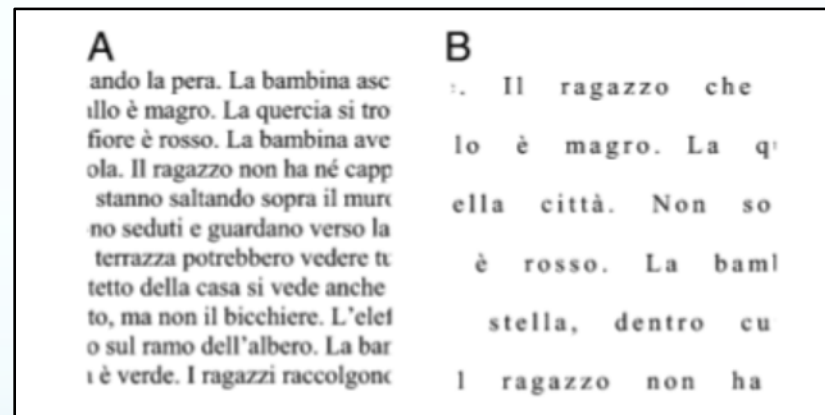 A
ando la pera. La bambina asc
llo è magro. La quercia si tro
fiore è rosso. La bambina ave
ola. Il ragazzo non ha né capp
stanno saltando sopra il muro
no seduti e guardano verso la
terrazza potrebbero vedere tu
tetto della casa si vede anche
to, ma non il bicchiere. L'elef
o sul ramo dell'albero. La bar
è verde. I ragazzi raccolgono
B
. Il ragazzo che
lo è magro. La q
ella città. Non so
è rosso. La baml
stella, dentro cu
l ragazzo non ha